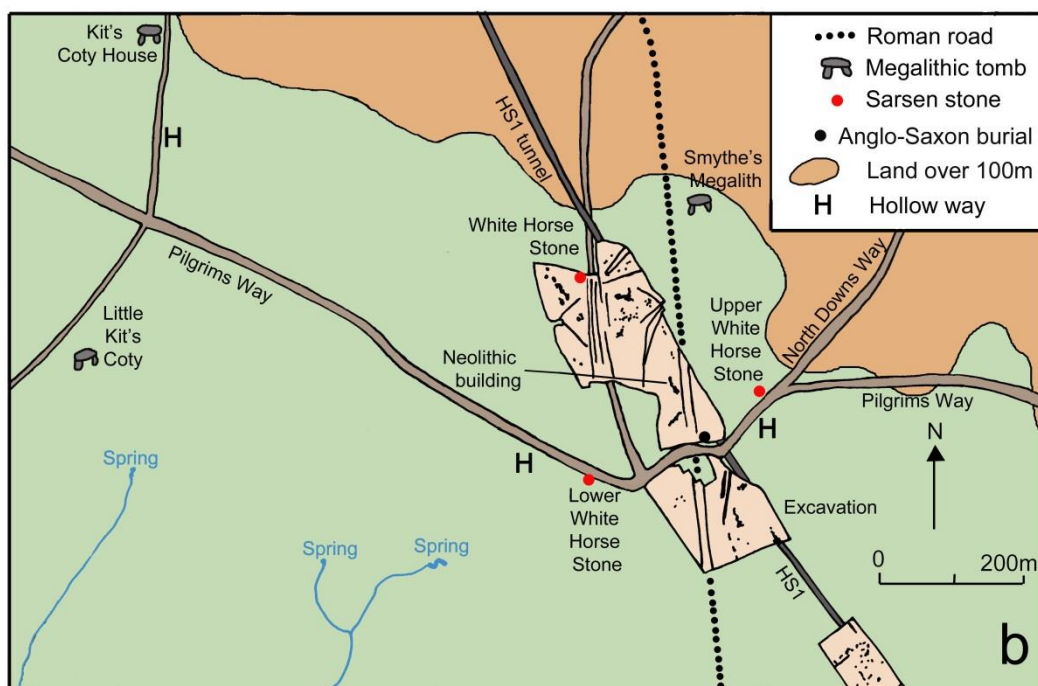 Kit's
Coty House
H
HS1 tunnel
Smythe's
Megalith
Roman road
Megalithic tomb
Sarsen stone
Anglo-Saxon burial
Land over 100m
H Hollow way
White Horse
Stone
Pilgrims Way
Little
Kit's
Coty
Neolithic
building
Upper
White
Horse
Stone
North Downs Way
Pilgrims Way
H
N
Spring
H
Lower
White
Horse
Stone
Excavation
Spring
Spring
HS1
0 200m
b